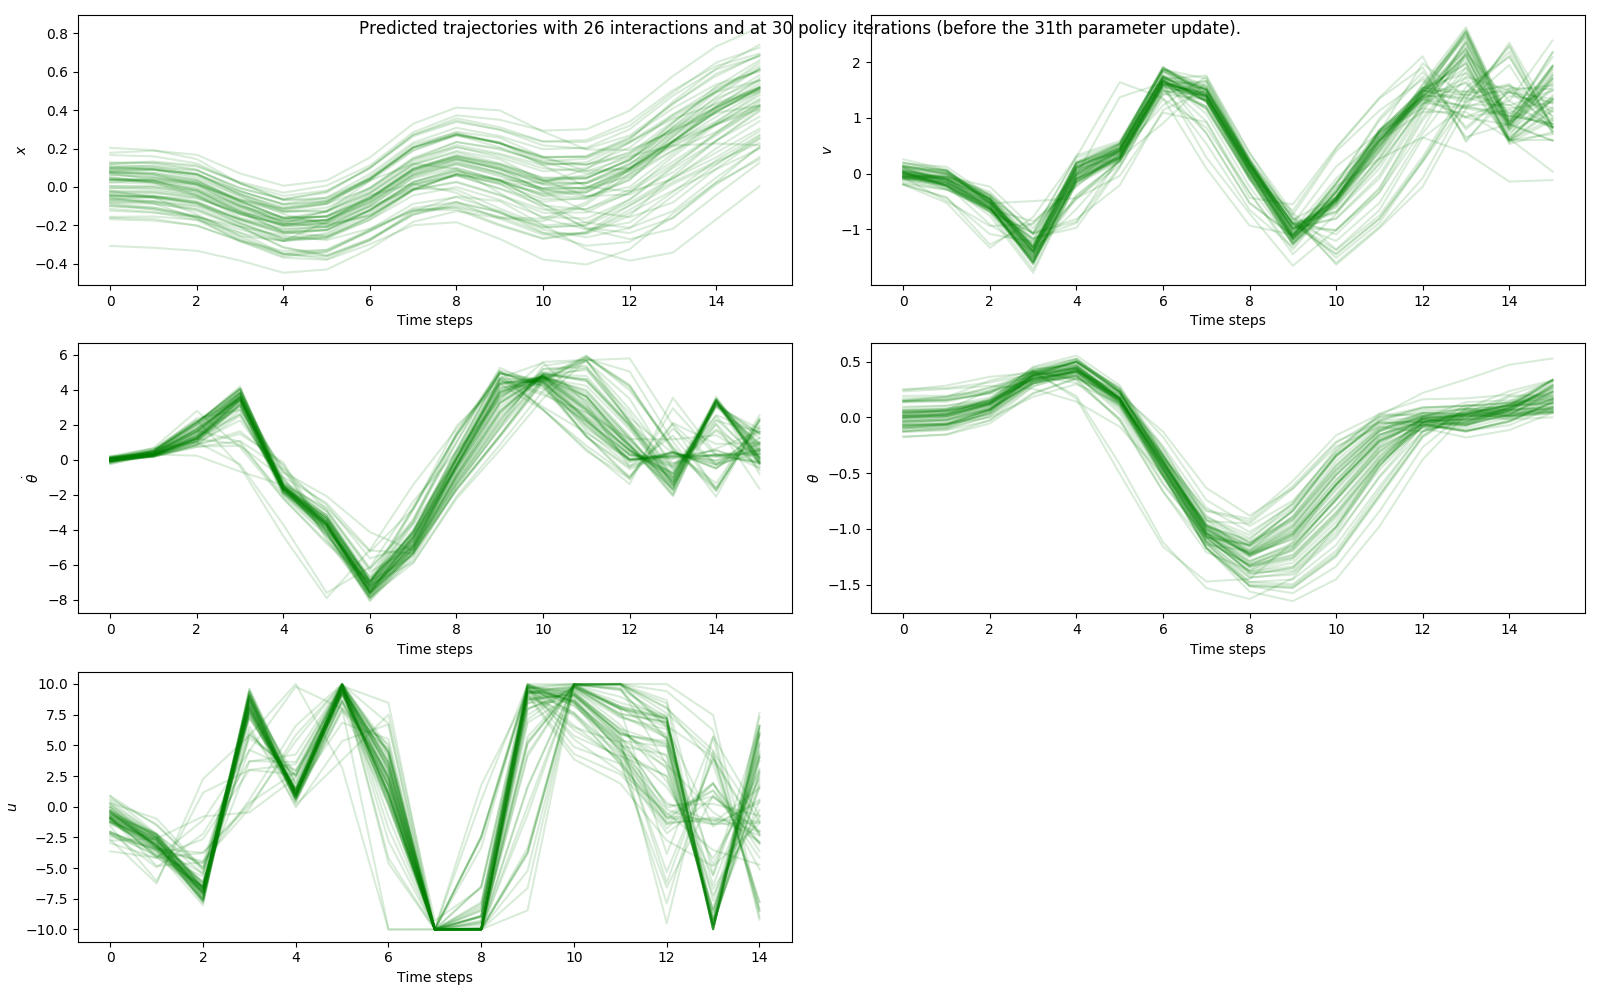 Predicted trajectories with 26 interactions and at 30 policy iterations (before the 31th parameter update).
0.8
0.6
0.4
0.2
0.0
−0.2
−0.4
x
0 2 4 6 8 10 12 14
Time steps
2
1
0
−1
v
0 2 4 6 8 10 12 14
Time steps
6
4
2
0
−2
−4
−6
−8
θ̇
0 2 4 6 8 10 12 14
Time steps
0.5
0.0
−0.5
−1.0
−1.5
θ
0 2 4 6 8 10 12 14
Time steps
10.0
7.5
5.0
2.5
0.0
−2.5
−5.0
−7.5
−10.0
u
0 2 4 6 8 10 12 14
Time steps